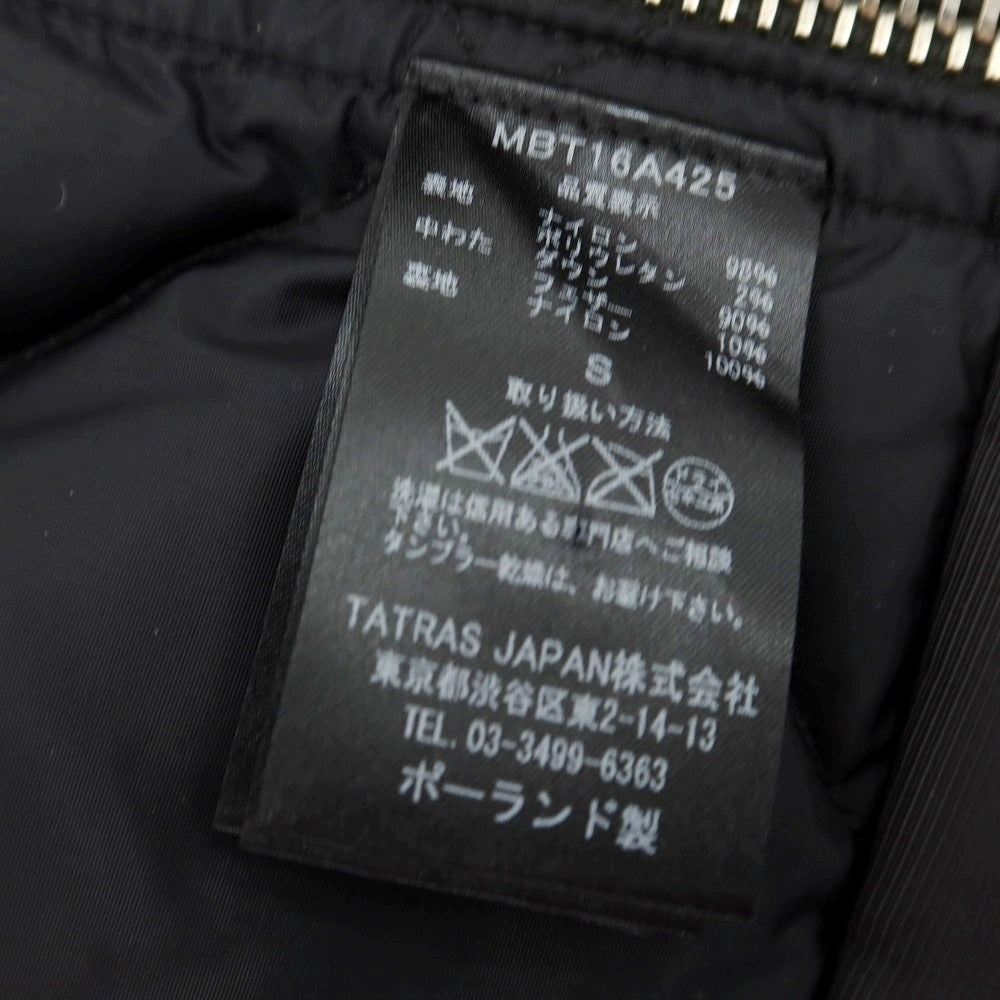 MBT16A425
品質表示
表地 ナイロン 98%
ポリウレタン 2%
中わた ダウン 90%
フェザー 10%
裏地 ナイロン 100%
S
取り扱い方法
洗濯は信用ある専門店へご相談
下さい。
タンブラー乾燥は、お避け下さい。
TATRAS JAPAN株式会社
東京都渋谷区東2-14-13
TEL. 03-3499-6363
ポーランド製